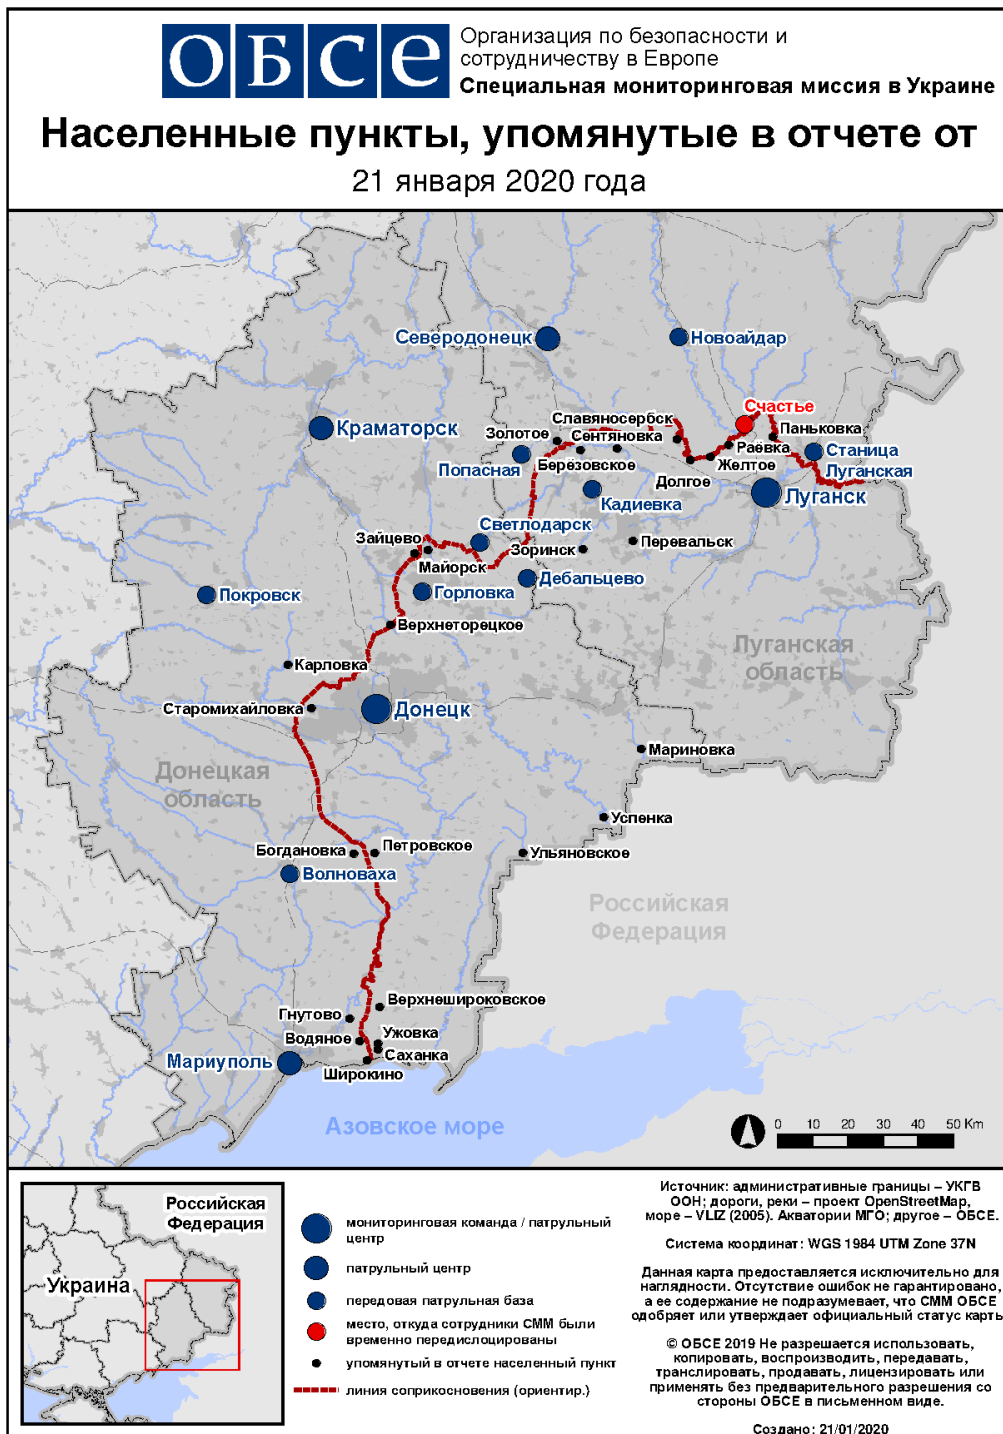 ОБСЕ
Организация по безопасности и
сотрудничеству в Европе
Специальная мониторинговая миссия в Украине
Населенные пункты, упомянутые в отчете от
21 января 2020 года
Северодонецк
Новоайдар
Счастье
Краматорск
Славяносербск
Паньковка
Золотое
Сентяновка
Раёвка
Станица
Луганская
Попасная
Берёзовское
Желтое
Долгое
Кадиевка
Луганск
Светлодарск
Зайцево
Зоринск
Перевальск
Майорск
Дебальцево
Покровск
Горловка
Верхнеторецкое
Луганская
область
Карловка
Старомихайловка
Донецк
Мариновка
Донецкая
область
Успенка
Богдановка
Петровское
Ульяновское
Волноваха
Российская
Федерация
Верхнешироковское
Гнутово
Ужовка
Водяное
Саханка
Мариуполь
Широкино
Азовское море
0 10 20 30 40 50 Km
Российская
Федерация
Украина
мониторинговая команда / патрульный
центр
патрульный центр
передовая патрульная база
место, откуда сотрудники СММ были
временно передислоцированы
упомянутый в отчете населенный пункт
линия соприкосновения (ориентир.)
Источник: административные границы – УКГВ
ООН; дороги, реки – проект OpenStreetMap,
море – VLIZ (2005). Акватории МГО; другое – ОБСЕ.
Система координат: WGS 1984 UTM Zone 37N
Данная карта предоставляется исключительно для
наглядности. Отсутствие ошибок не гарантировано,
а ее содержание не подразумевает, что СММ ОБСЕ
одобряет или утверждает официальный статус карты
© ОБСЕ 2019 Не разрешается использовать,
копировать, воспроизводить, передавать,
транслировать, продавать, лицензировать или
применять без предварительного разрешения со
стороны ОБСЕ в письменном виде.
Создано: 21/01/2020